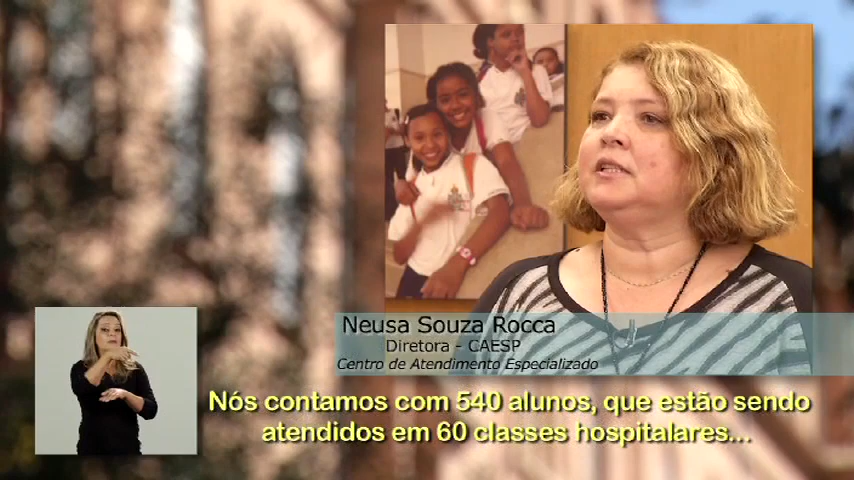 Neusa Souza Rocca
Diretora - CAESP
Centro de Atendimento Especializado
Nós contamos com 540 alunos, que estão sendo
atendidos em 60 classes hospitalares...